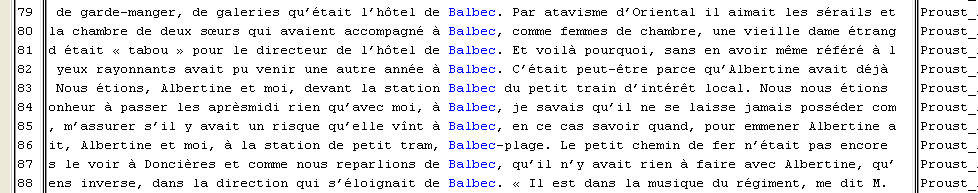 79 de garde-manger, de galeries qu’était l’hôtel de Balbec. Par atavisme d’Oriental il aimait les sérails et Proust_
80 la chambre de deux sœurs qui avaient accompagné à Balbec, comme femmes de chambre, une vieille dame étrang Proust_
81 d était « tabou » pour le directeur de l’hôtel de Balbec. Et voilà pourquoi, sans en avoir même référé à l Proust_
82 yeux rayonnants avait pu venir une autre année à Balbec. C’était peut-être parce qu’Albertine avait déjà Proust_
83 Nous étions, Albertine et moi, devant la station Balbec du petit train d’intérêt local. Nous nous étions Proust_
84 onheur à passer les aprèsmidi rien qu’avec moi, à Balbec, je savais qu’il ne se laisse jamais posséder com Proust_
85 , m’assurer s’il y avait un risque qu’elle vînt à Balbec, en ce cas savoir quand, pour emmener Albertine a Proust_
86 it, Albertine et moi, à la station de petit tram, Balbec-plage. Le petit chemin de fer n’était pas encore Proust_
87 s le voir à Doncières et comme nous reparlions de Balbec, qu’il n’y avait rien à faire avec Albertine, qu’ Proust_
88 ens inverse, dans la direction qui s’éloignait de Balbec. « Il est dans la musique du régiment, me dit M. Proust_